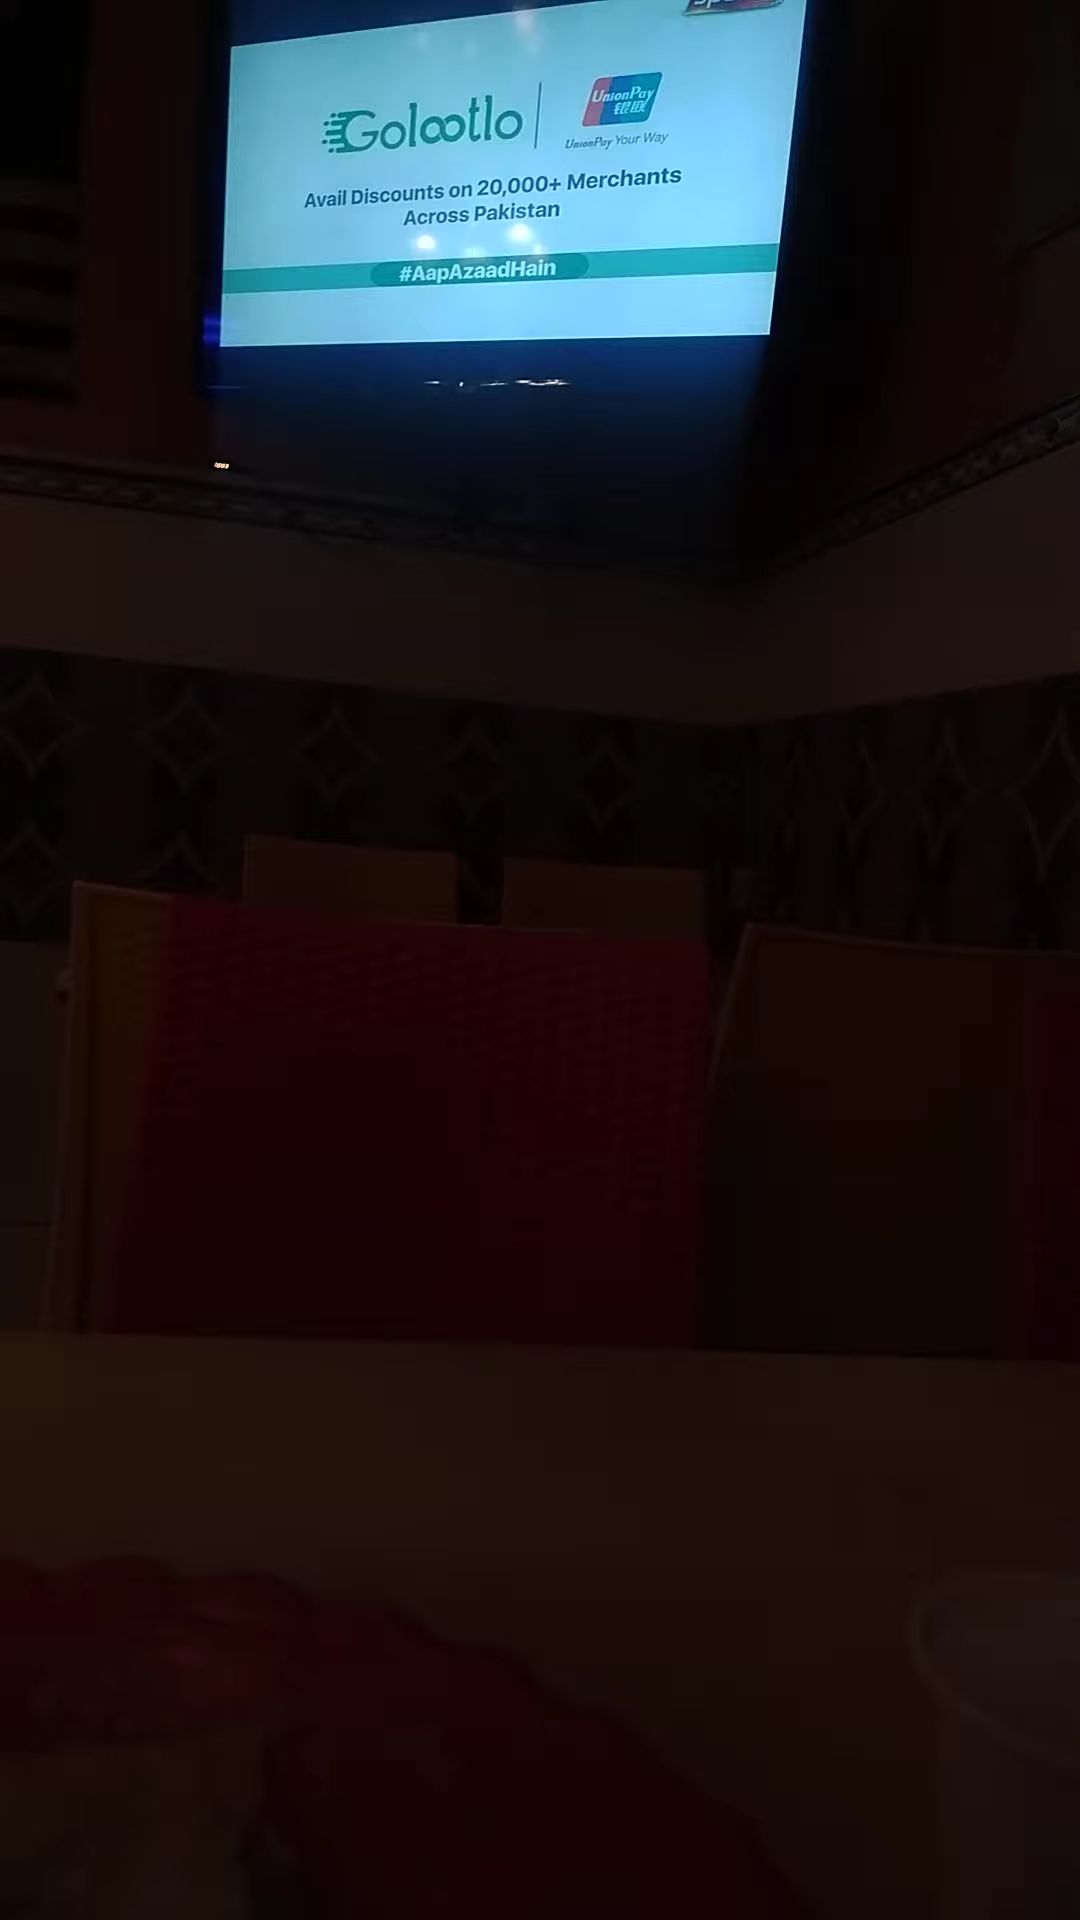 Golootlo
UnionPay
银联
UnionPay Your Way
Avail Discounts on 20,000+ Merchants
Across Pakistan
#AapAzaadHain